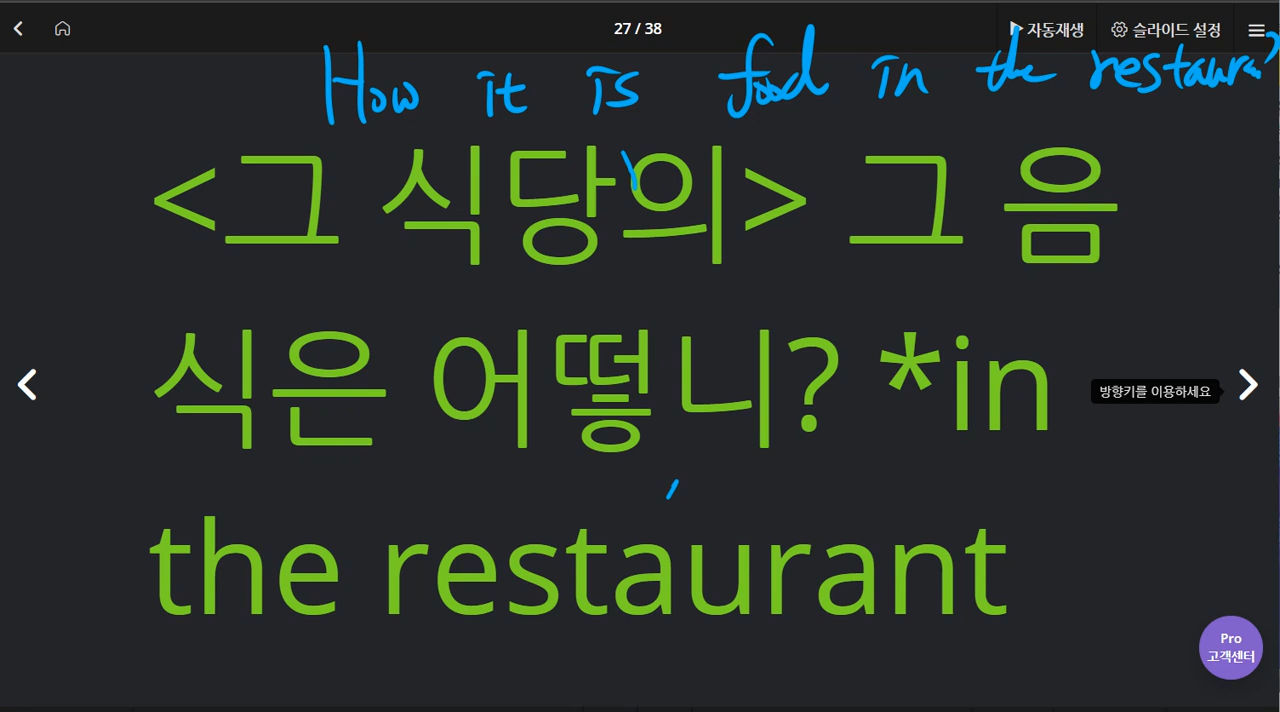 27 / 38
자동재생
슬라이드 설정
How it is food in the restaura
<그 식당의> 그 음
식은 어떻니? *in
방향키를 이용하세요
the restaurant
Pro
고객센터